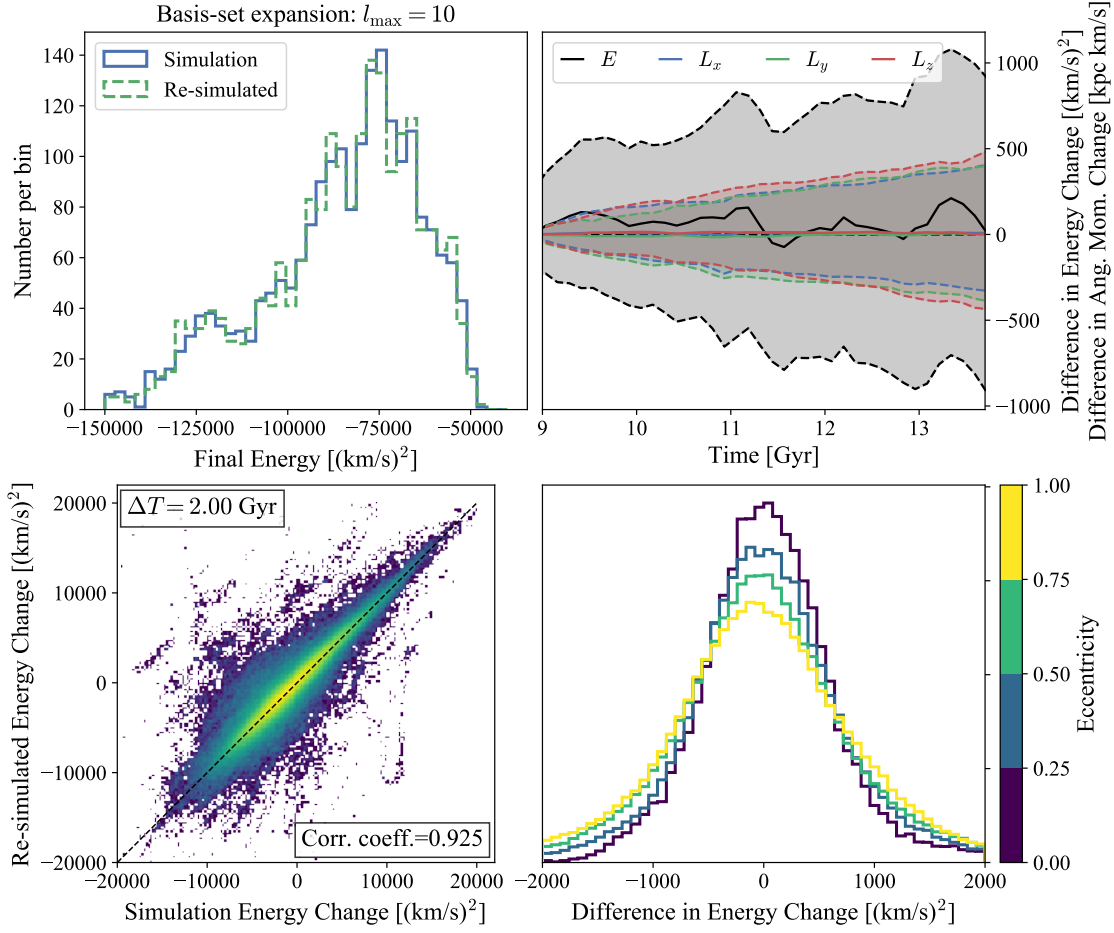 Basis-set expansion: l_max = 10
Simulation
Re-simulated
140
120
100
80
60
40
20
0
Number per bin
−150000 −125000 −100000 −75000 −50000
Final Energy [(km/s)²]
E L_x L_y L_z
1000
500
0
−500
−1000
Difference in Energy Change [(km/s)²]
Difference in Ang. Mom. Change [kpc km/s]
9 10 11 12 13
Time [Gyr]
ΔT = 2.00 Gyr
Corr. coeff.=0.925
20000
10000
0
−10000
−20000
Re-simulated Energy Change [(km/s)²]
−20000 −10000 0 10000 20000
Simulation Energy Change [(km/s)²]
−2000 −1000 0 1000 2000
Difference in Energy Change [(km/s)²]
1.00
0.75
0.50
0.25
0.00
Eccentricity